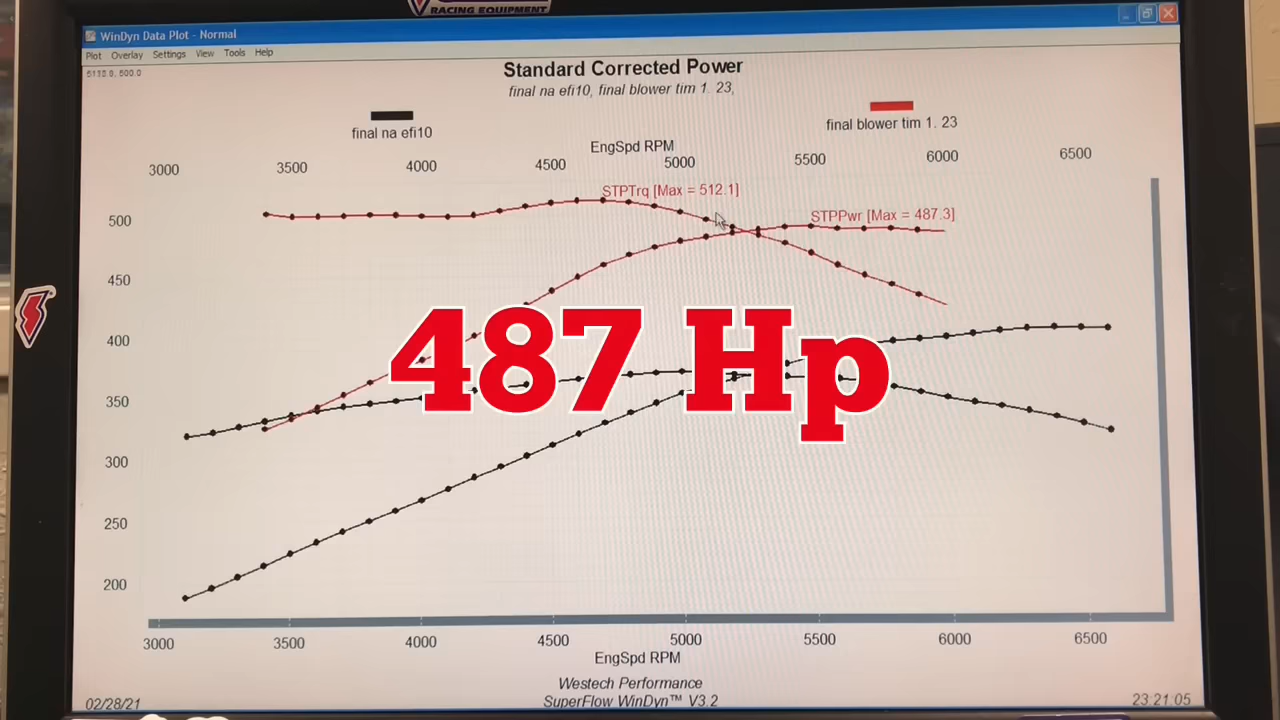 RACING EQUIPMENT
WinDyn Data Plot - Normal
Plot Overlay Settings View Tools Help
Standard Corrected Power
final na efi10, final blower tim 1. 23,
final na efi10
final blower tim 1. 23
EngSpd RPM
3000 3500 4000 4500 5000 5500 6000 6500
STPTrq [Max = 512.1]
STPPwr [Max = 487.3]
500
450
400
350
300
250
200
487 Hp
3000 3500 4000 4500 5000 5500 6000 6500
EngSpd RPM
Westech Performance
SuperFlow WinDyn™ V3.2
02/28/21
23:21:05